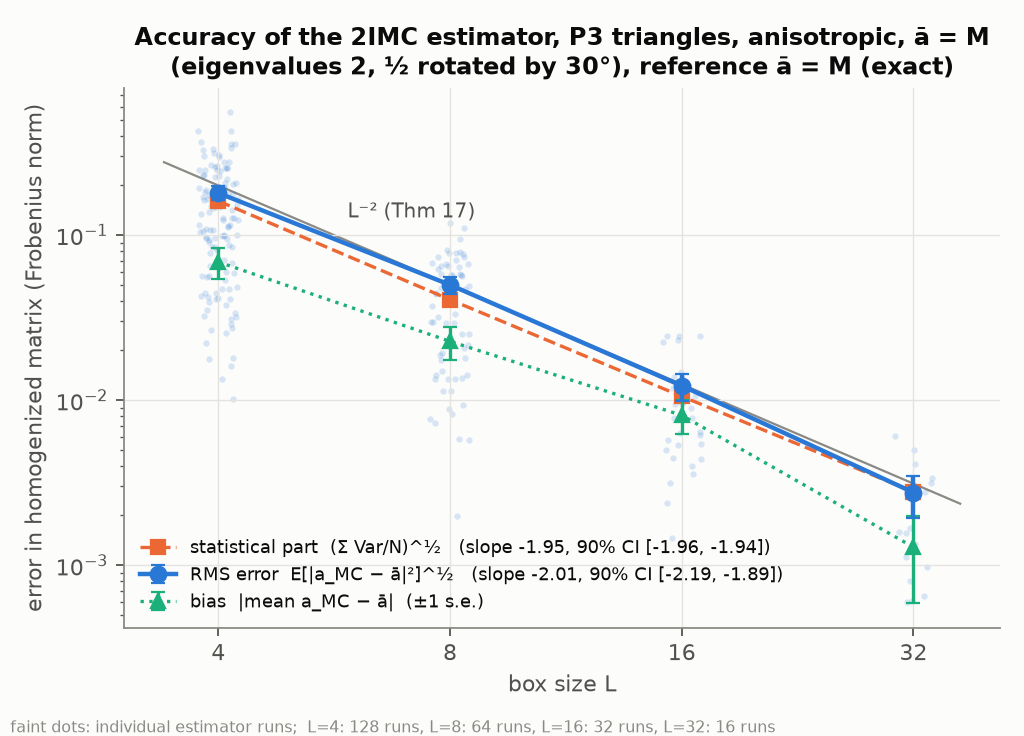 Accuracy of the 2IMC estimator, P3 triangles, anisotropic, ā = M
(eigenvalues 2, ½ rotated by 30°), reference ā = M (exact)
error in homogenized matrix (Frobenius norm)
10⁻¹
10⁻²
10⁻³
L⁻² (Thm 17)
statistical part (Σ Var/N)^½ (slope -1.95, 90% CI [-1.96, -1.94])
RMS error E[|a_MC − ā|²]^½ (slope -2.01, 90% CI [-2.19, -1.89])
bias |mean a_MC − ā| (±1 s.e.)
4 8 16 32
box size L
faint dots: individual estimator runs; L=4: 128 runs, L=8: 64 runs, L=16: 32 runs, L=32: 16 runs